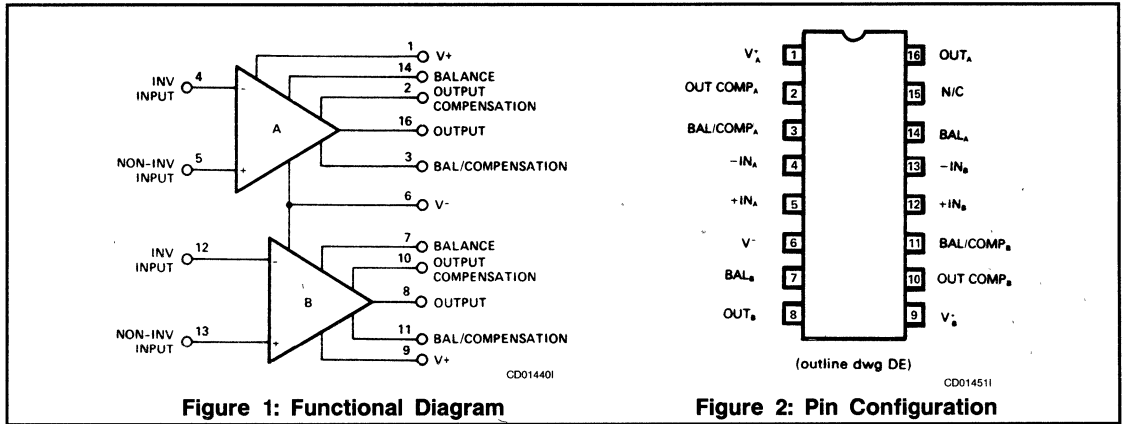 1
V+
14
BALANCE
INV
INPUT
4
2
OUTPUT
COMPENSATION
-
A
16
OUTPUT
NON-INV
INPUT
5
+
3
BAL/COMPENSATION
6
V-
7
BALANCE
INV
INPUT
12
10
OUTPUT
COMPENSATION
-
B
8
OUTPUT
NON-INV
INPUT
13
+
11
BAL/COMPENSATION
9
V+
CD01440I
Figure 1: Functional Diagram
V⁺A 1
OUT COMPA 2
BAL/COMPA 3
-INA 4
+INA 5
V- 6
BALB 7
OUTB 8
16 OUTA
15 N/C
14 BALA
13 -INB
12 +INB
11 BAL/COMPB
10 OUT COMPB
9 V⁺B
(outline dwg DE)
CD01451I
Figure 2: Pin Configuration